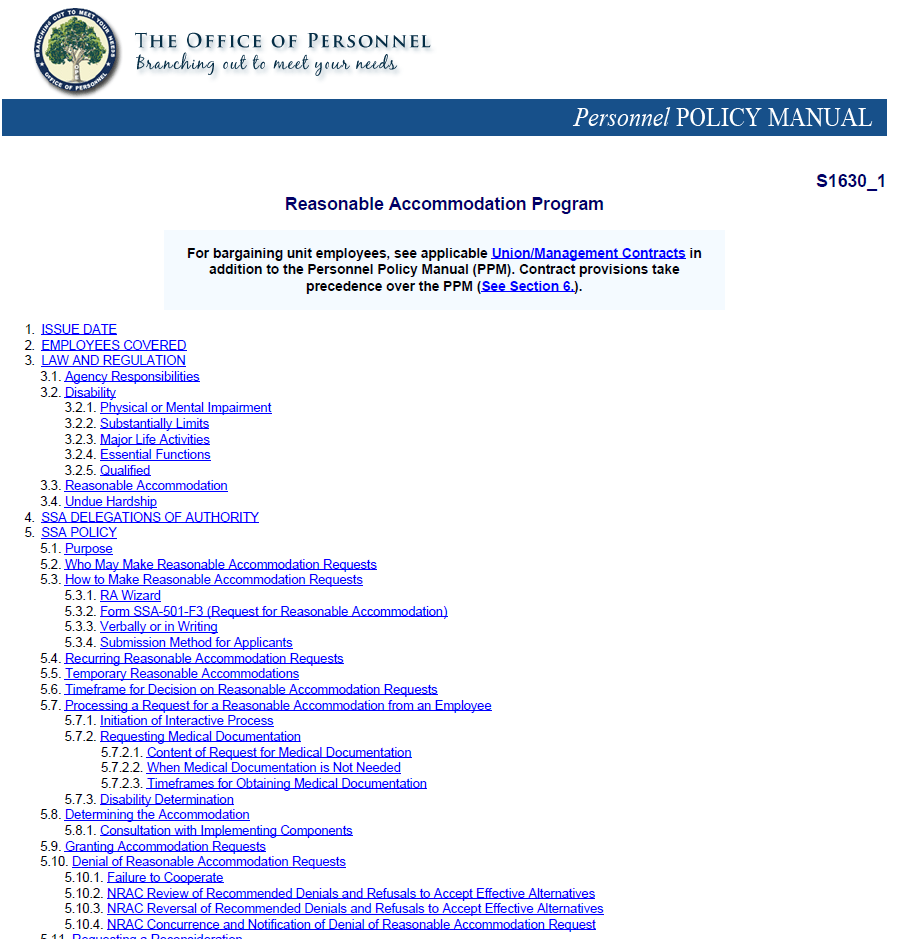 BRANCHING OUT TO MEET YOUR NEEDS
OFFICE OF PERSONNEL
THE OFFICE OF PERSONNEL
Branching out to meet your needs
Personnel POLICY MANUAL
S1630_1
Reasonable Accommodation Program
For bargaining unit employees, see applicable Union/Management Contracts in
addition to the Personnel Policy Manual (PPM). Contract provisions take
precedence over the PPM (See Section 6.).
1. ISSUE DATE
2. EMPLOYEES COVERED
3. LAW AND REGULATION
3.1. Agency Responsibilities
3.2. Disability
3.2.1. Physical or Mental Impairment
3.2.2. Substantially Limits
3.2.3. Major Life Activities
3.2.4. Essential Functions
3.2.5. Qualified
3.3. Reasonable Accommodation
3.4. Undue Hardship
4. SSA DELEGATIONS OF AUTHORITY
5. SSA POLICY
5.1. Purpose
5.2. Who May Make Reasonable Accommodation Requests
5.3. How to Make Reasonable Accommodation Requests
5.3.1. RA Wizard
5.3.2. Form SSA-501-F3 (Request for Reasonable Accommodation)
5.3.3. Verbally or in Writing
5.3.4. Submission Method for Applicants
5.4. Recurring Reasonable Accommodation Requests
5.5. Temporary Reasonable Accommodations
5.6. Timeframe for Decision on Reasonable Accommodation Requests
5.7. Processing a Request for a Reasonable Accommodation from an Employee
5.7.1. Initiation of Interactive Process
5.7.2. Requesting Medical Documentation
5.7.2.1. Content of Request for Medical Documentation
5.7.2.2. When Medical Documentation is Not Needed
5.7.2.3. Timeframes for Obtaining Medical Documentation
5.7.3. Disability Determination
5.8. Determining the Accommodation
5.8.1. Consultation with Implementing Components
5.9. Granting Accommodation Requests
5.10. Denial of Reasonable Accommodation Requests
5.10.1. Failure to Cooperate
5.10.2. NRAC Review of Recommended Denials and Refusals to Accept Effective Alternatives
5.10.3. NRAC Reversal of Recommended Denials and Refusals to Accept Effective Alternatives
5.10.4. NRAC Concurrence and Notification of Denial of Reasonable Accommodation Request
5.11. Requesting a Reconsideration